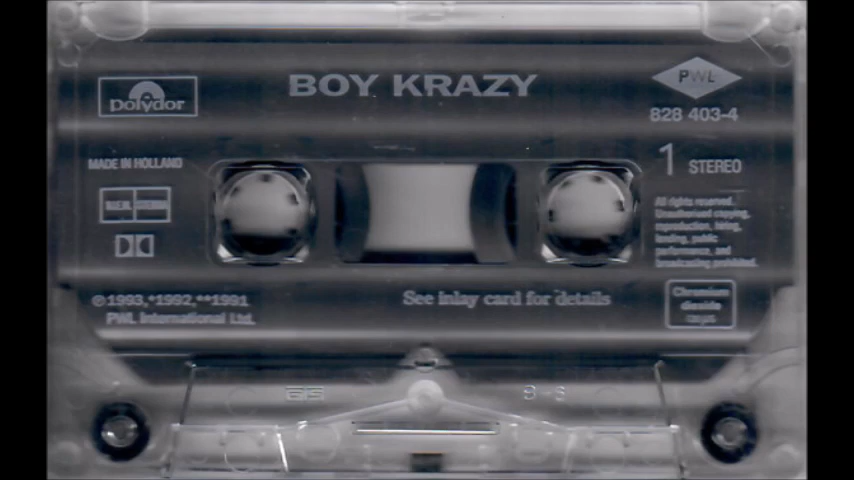 BOY KRAZY
polydor
PWL
828 403-4
MADE IN HOLLAND
1 STEREO
All rights reserved.
Unauthorised copying,
reproduction, hiring,
lending, public
performance, and
broadcasting prohibited.
℗1993,*1992,**1991
PWL International Ltd.
See inlay card for details
Chromium
dioxide